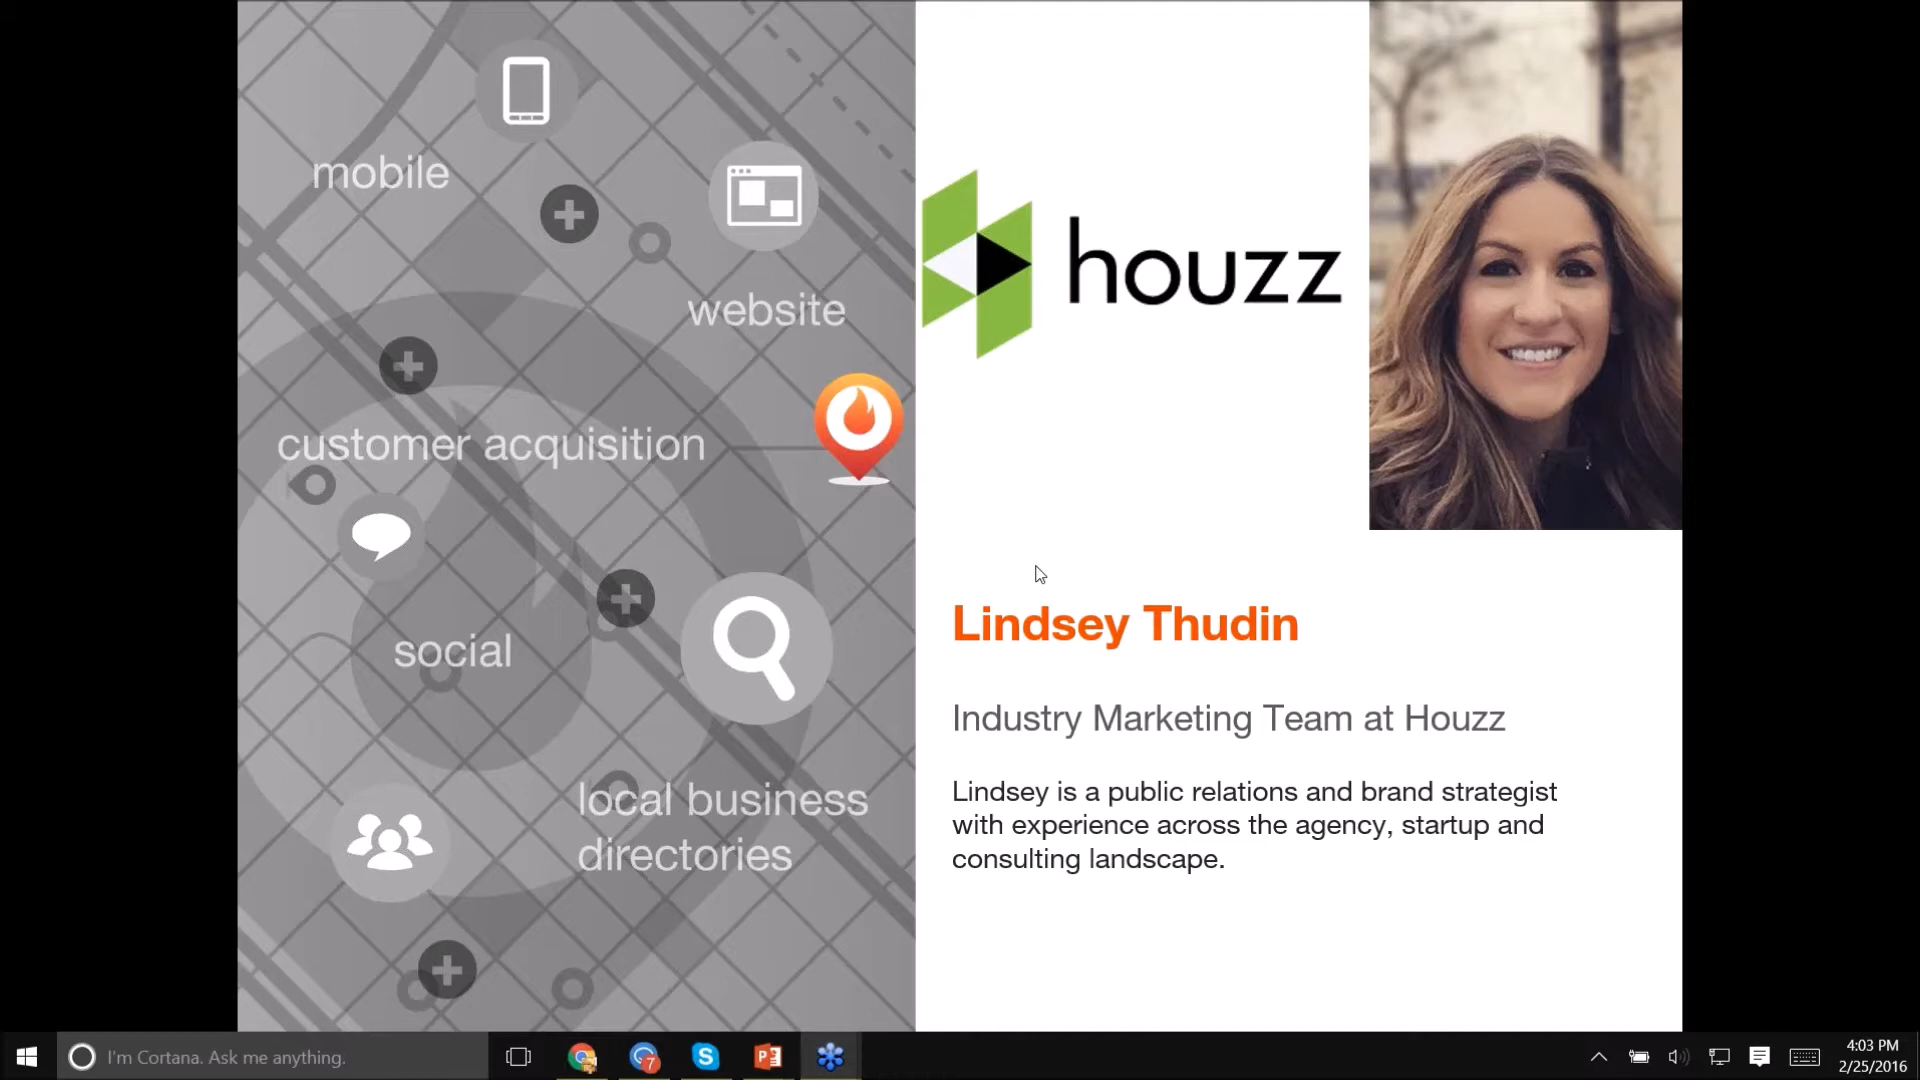 mobile
website
customer acquisition
social
local business
directories
houzz
Lindsey Thudin
Industry Marketing Team at Houzz
Lindsey is a public relations and brand strategist
with experience across the agency, startup and
consulting landscape.
I'm Cortana. Ask me anything.
7
4:03 PM
2/25/2016